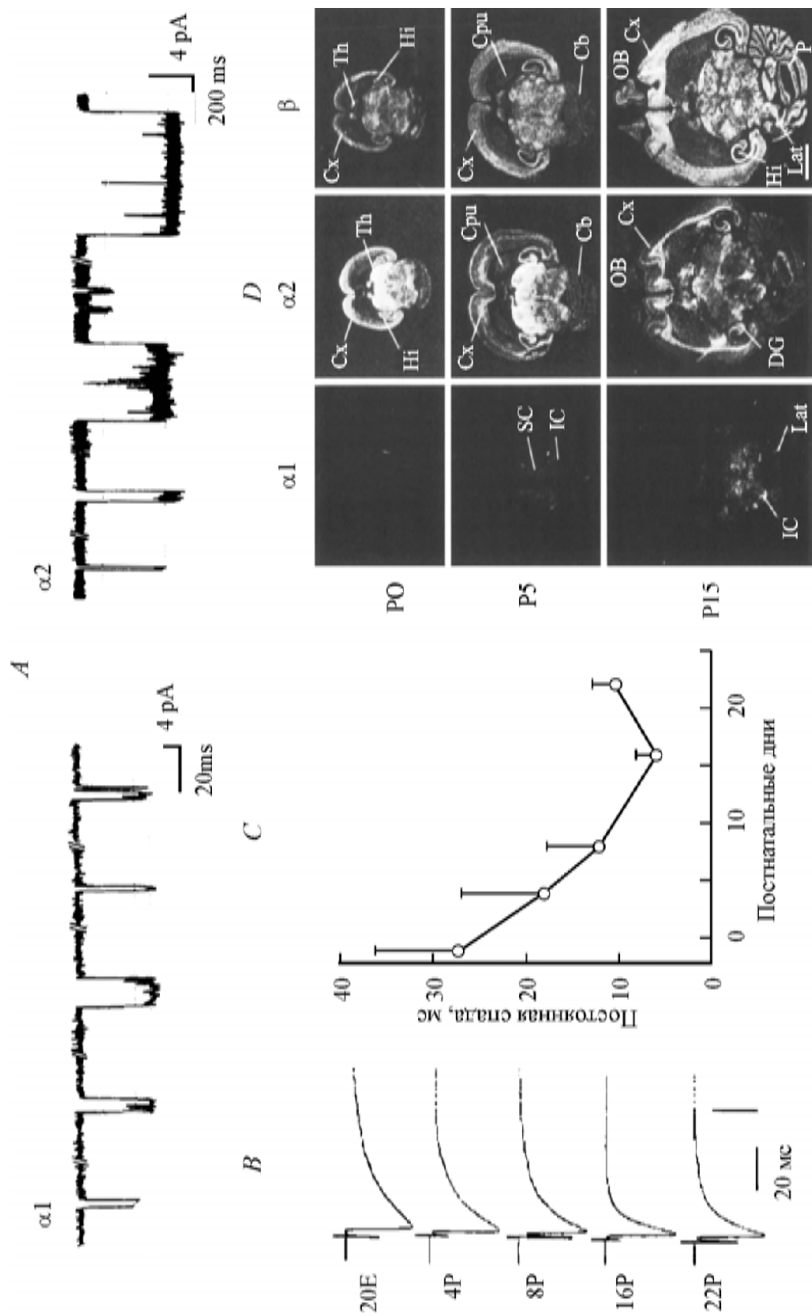 A
α1
20ms
4 pA
α2
200 ms
4 pA
B
20E
4P
8P
16P
22P
20 мс
C
Постоянная спада, мс
40
30
20
10
0
0
10
20
Постнатальные дни
D
α1
α2
β
PO
Cx
Th
Hi
Cx
Th
Hi
P5
SC
IC
Cx
Cpu
Cb
Cx
Cpu
Cb
P15
IC
Lat
OB
Cx
DG
OB
Cx
Hi
Lat
P